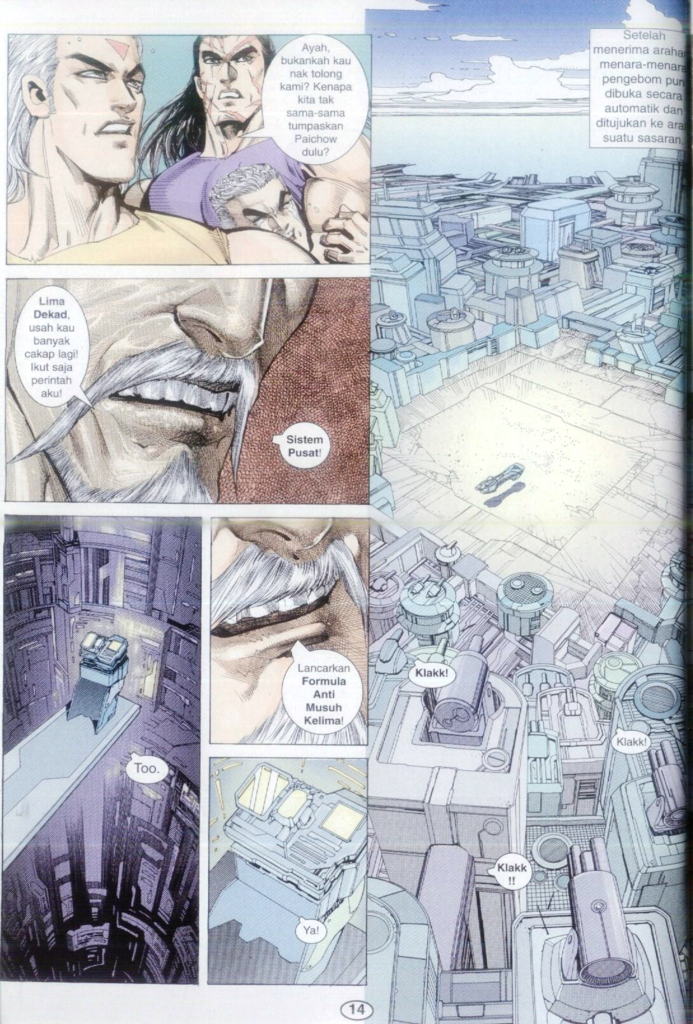 Ayah,
bukankah kau
nak tolong
kami? Kenapa
kita tak
sama-sama
tumpaskan
Paichow
dulu?
Lima
Dekad,
usah kau
banyak
cakap lagi!
Ikut saja
perintah
aku!
Sistem
Pusat!
Too.
Lancarkan
Formula
Anti
Musuh
Kelima!
Ya!
Setelah
menerima
menara-menara
pengebom pun
dibuka secara
automatik dan
ditujukan ke
suatu sasaran.
Klakk!
Klakk!
Klakk
!!
14